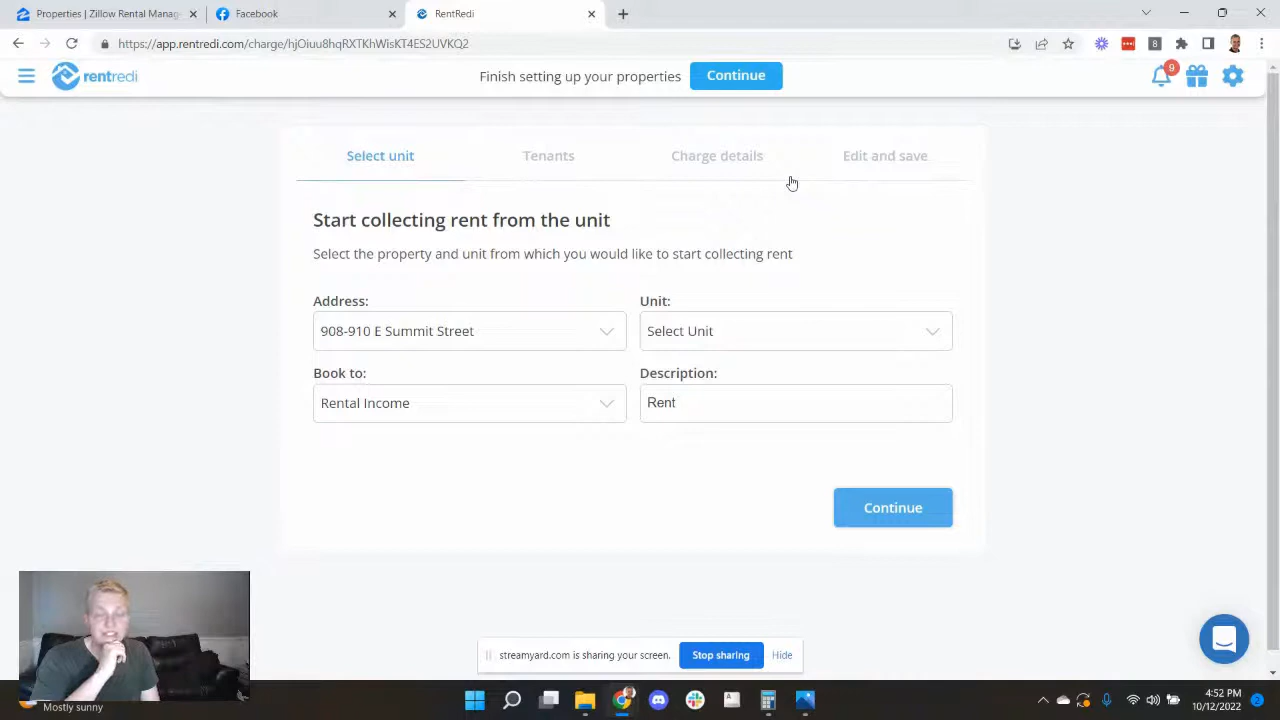 Properties | Zillow Rental Manag
Facebook
RentRedi
https://app.rentredi.com/charge/hjOiuu8hqRXTKhWisKT4ES2UVKQ2
8
rentredi
Finish setting up your properties
Continue
9
Select unit
Tenants
Charge details
Edit and save
Start collecting rent from the unit
Select the property and unit from which you would like to start collecting rent
Address:
Unit:
908-910 E Summit Street
Select Unit
Book to:
Description:
Rental Income
Rent
Continue
streamyard.com is sharing your screen.
Stop sharing
Hide
Mostly sunny
4:52 PM
10/12/2022
2